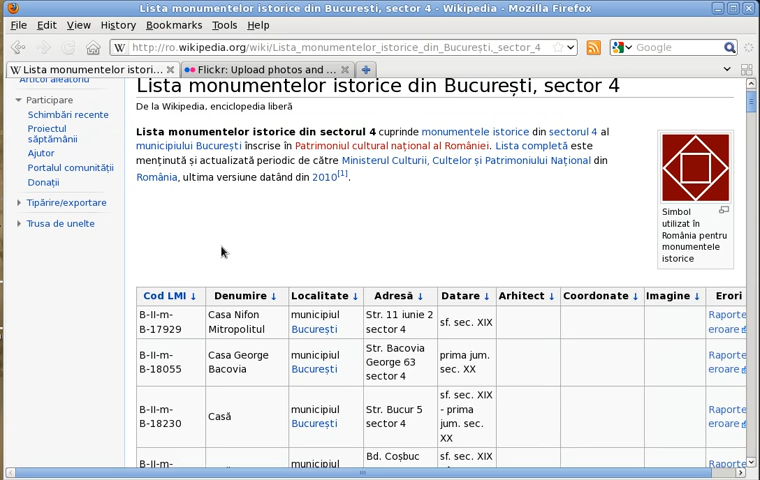 Lista monumentelor istorice din București, sector 4 - Wikipedia - Mozilla Firefox
File Edit View History Bookmarks Tools Help
http://ro.wikipedia.org/wiki/Lista_monumentelor_istorice_din_București,_sector_4
Google
Lista monumentelor istori...
Flickr: Upload photos and ...
Articol aleatoriu
Participare
Schimbări recente
Proiectul
săptămânii
Ajutor
Portalul comunității
Donații
Tipărire/exportare
Trusa de unelte
Lista monumentelor istorice din București, sector 4
De la Wikipedia, enciclopedia liberă
Lista monumentelor istorice din sectorul 4 cuprinde monumentele istorice din sectorul 4 al
municipiului București înscrise în Patrimoniul cultural național al României. Lista completă este
menținută și actualizată periodic de către Ministerul Culturii, Cultelor și Patrimoniului Național din
România, ultima versiune datând din 2010[1].
Simbol
utilizat în
România pentru
monumentele
istorice
Cod LMI ↓ Denumire ↓ Localitate ↓ Adresă ↓ Datare ↓ Arhitect ↓ Coordonate ↓ Imagine ↓ Erori
B-II-m-
B-17929
Casa Nifon
Mitropolitul
municipiul
București
Str. 11 iunie 2
sector 4
sf. sec. XIX
Raporte
eroare
B-II-m-
B-18055
Casa George
Bacovia
municipiul
București
Str. Bacovia
George 63
sector 4
prima jum.
sec. XX
Raporte
eroare
B-II-m-
B-18230
Casă
municipiul
București
Str. Bucur 5
sector 4
sf. sec. XIX
- prima
jum. sec.
XX
Raporte
eroare
B-II-m-
municipiul
Bd. Coșbuc
sf. sec. XIX
Raporte